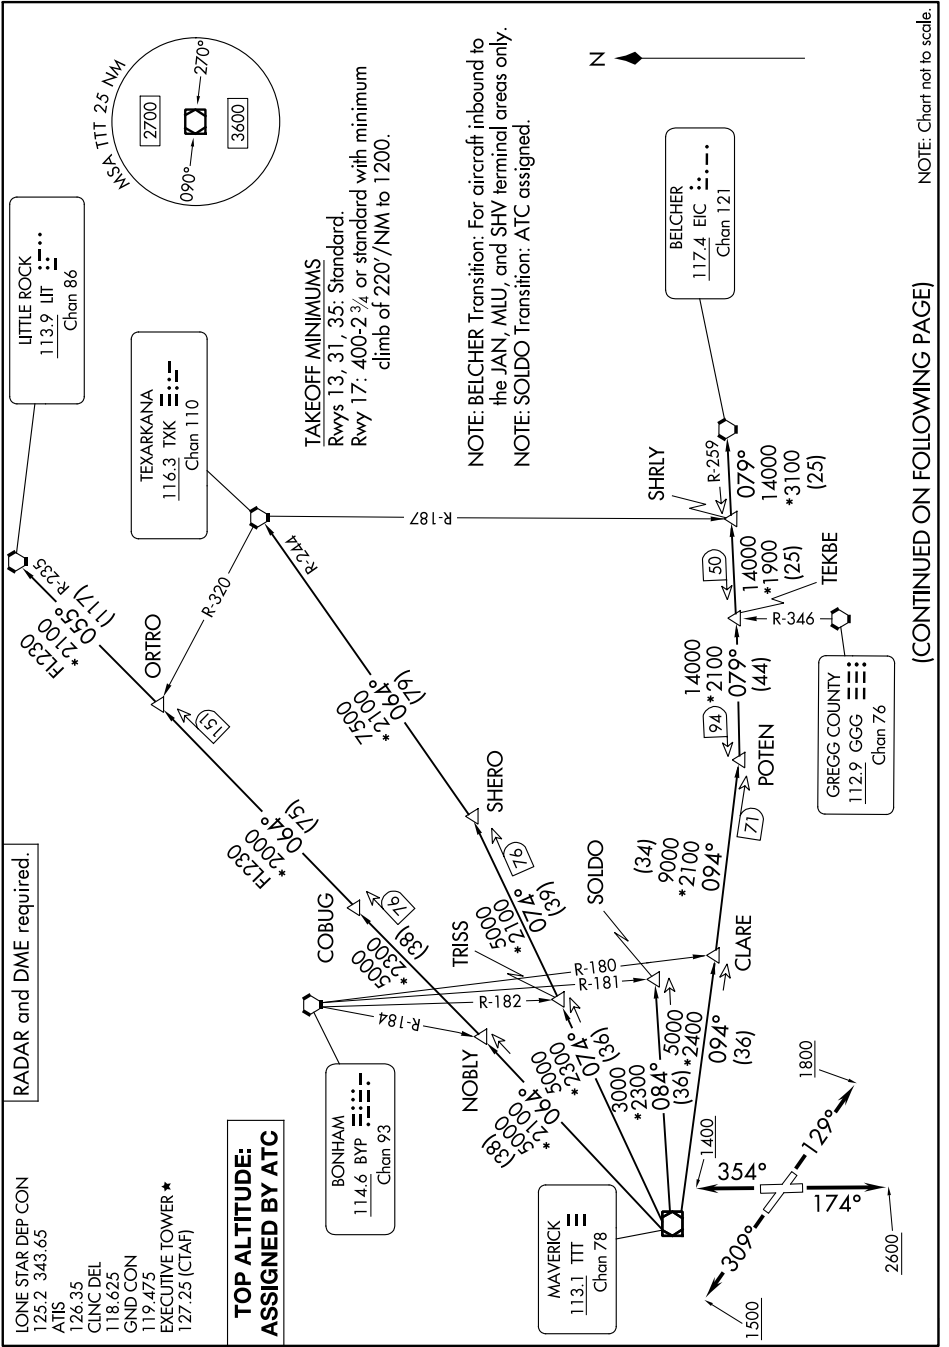 LONE STAR DEP CON
125.2 343.65
ATIS
126.35
CLNC DEL
118.625
GND CON
119.475
EXECUTIVE TOWER ★
127.25 (CTAF)
RADAR and DME required.
TOP ALTITUDE:
ASSIGNED BY ATC
LITTLE ROCK
113.9 LIT
Chan 86
MSA TTT 25 NM
2700
090°
270°
3600
TEXARKANA
116.3 TXK
Chan 110
TAKEOFF MINIMUMS
Rwys 13, 31, 35: Standard.
Rwy 17: 400-2 ¾ or standard with minimum
climb of 220'/NM to 1200.
NOTE: BELCHER Transition: For aircraft inbound to
the JAN, MLU, and SHV terminal areas only.
NOTE: SOLDO Transition: ATC assigned.
N
BONHAM
114.6 BYP
Chan 93
MAVERICK
113.1 TTT
Chan 78
BELCHER
117.4 EIC
Chan 121
GREGG COUNTY
112.9 GGG
Chan 76
R-235
FL230
*2100
055°
(117)
ORTRO
R-320
151
FL230
*2000
064°
(75)
COBUG
76
5000
*2300
(38)
NOBLY
R-184
(38)
5000
*2100
064°
R-244
7500
*2100
064°
(79)
SHERO
76
5000
*2100
074°
(39)
TRISS
R-182
5000
*2300
074°
(36)
SOLDO
R-181
3000
*2300
084°
(36)
R-180
CLARE
5000
*2400
094°
(36)
(34)
9000
*2100
094°
71
POTEN
94
14000
*2100
079°
(44)
TEKBE
R-346
50
14000
*1900
(25)
SHRLY
R-187
R-259
079°
14000
*3100
(25)
1400
354°
1800
129°
174°
2600
309°
1500
(CONTINUED ON FOLLOWING PAGE)
NOTE: Chart not to scale.